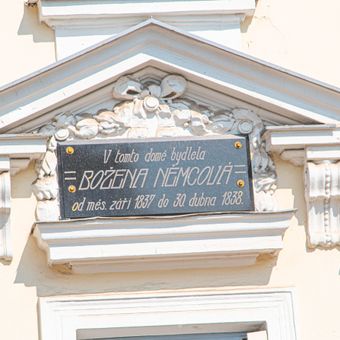 V tomto domě bydlela
= BOŽENA NĚMCOVÁ =
od měs. září 1837 do 30. dubna 1838.